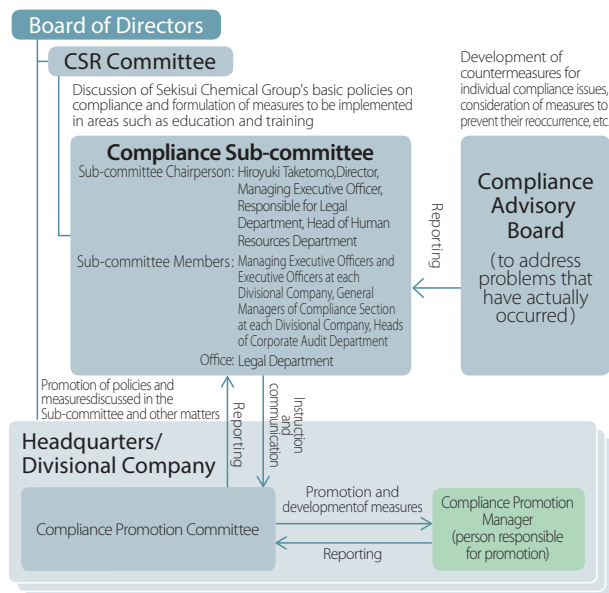 Board of Directors
CSR Committee
Discussion of Sekisui Chemical Group's basic policies on
compliance and formulation of measures to be implemented
in areas such as education and training
Development of
countermeasures for
individual compliance issues,
consideration of measures to
prevent their reoccurrence, etc.
Compliance Sub-committee
Sub-committee Chairperson: Hiroyuki Taketomo,Director,
Managing Executive Officer,
Responsible for Legal
Department, Head of Human
Resources Department
Sub-committee Members: Managing Executive Officers and
Executive Officers at each
Divisional Company, General
Managers of Compliance Section
at each Divisional Company, Heads
of Corporate Audit Department
Office: Legal Department
Reporting
Compliance
Advisory
Board
(to address
problems that
have actually
occurred)
Promotion of policies and
measuresdiscussed in the
Sub-committee and other matters
Reporting
Instruction
and
communication
Headquarters/
Divisional Company
Compliance Promotion Committee
Promotion and
developmentof measures
Reporting
Compliance Promotion
Manager
(person responsible
for promotion)